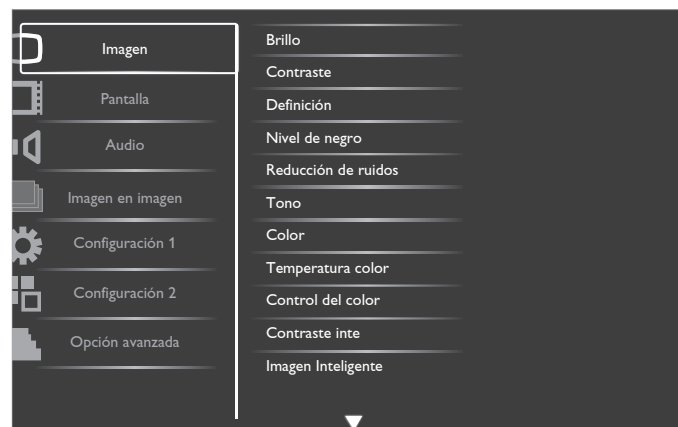 Imagen
Pantalla
Audio
Imagen en imagen
Configuración 1
Configuración 2
Opción avanzada
Brillo
Contraste
Definición
Nivel de negro
Reducción de ruidos
Tono
Color
Temperatura color
Control del color
Contraste inte
Imagen Inteligente